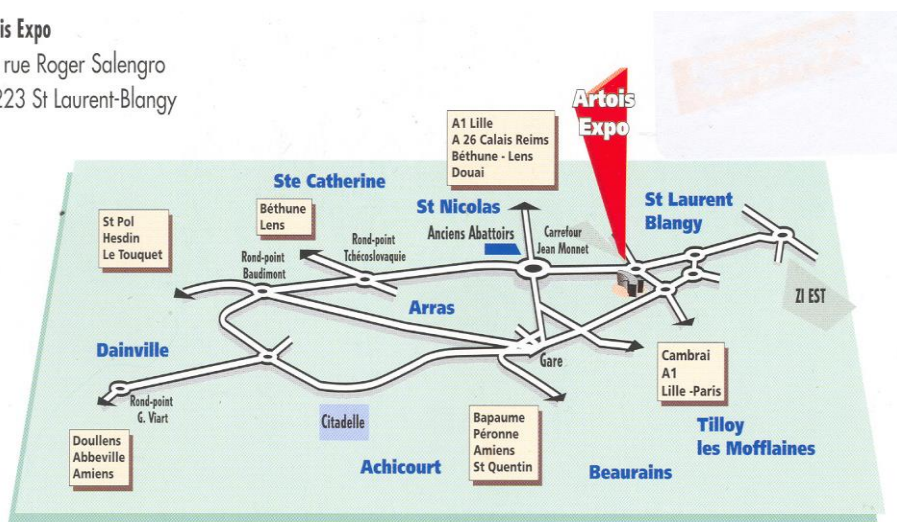 is Expo
rue Roger Salengro
223 St Laurent-Blangy
Artois
Expo
A1 Lille
A 26 Calais Reims
Béthune - Lens
Douai
Ste Catherine
St Nicolas
St Laurent
Blangy
St Pol
Hesdin
Le Touquet
Béthune
Lens
Rond-point
Tchécoslovaquie
Anciens Abattoirs
Carrefour
Jean Monnet
Rond-point
Baudimont
ZI EST
Arras
Dainville
Gare
Cambrai
A1
Lille -Paris
Rond-point
G. Viart
Citadelle
Doullens
Abbeville
Amiens
Bapaume
Péronne
Amiens
St Quentin
Achicourt
Beaurains
Tilloy
les Mofflaines